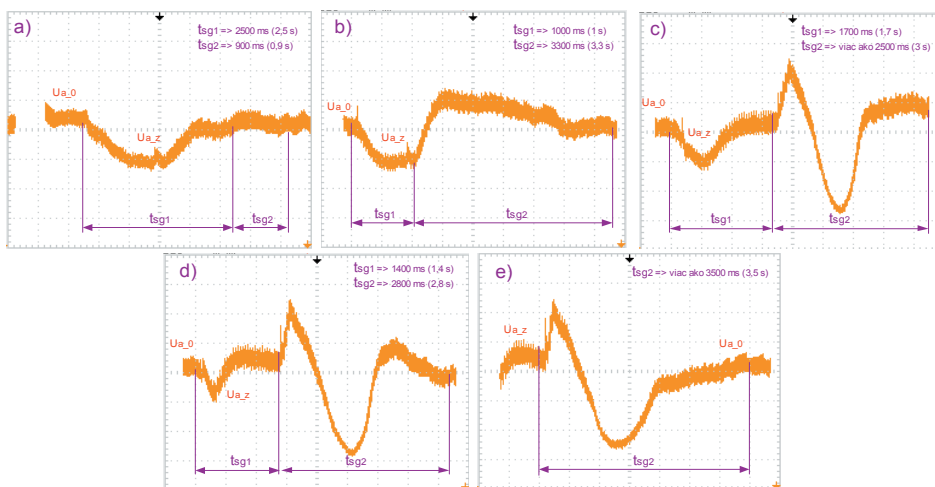 a)
tsg1 => 2500 ms (2,5 s)
tsg2 => 900 ms (0,9 s)
Ua_0
Ua_z
tsg1
tsg2
b)
tsg1 => 1000 ms (1 s)
tsg2 => 3300 ms (3,3 s)
Ua_0
Ua_z
tsg1
tsg2
c)
tsg1 => 1700 ms (1,7 s)
tsg2 => viac ako 2500 ms (3 s)
Ua_0
Ua_z
tsg1
tsg2
d)
tsg1 => 1400 ms (1,4 s)
tsg2 => 2800 ms (2,8 s)
Ua_0
Ua_z
tsg1
tsg2
e)
tsg2 => viac ako 3500 ms (3,5 s)
Ua_z
Ua_0
tsg2